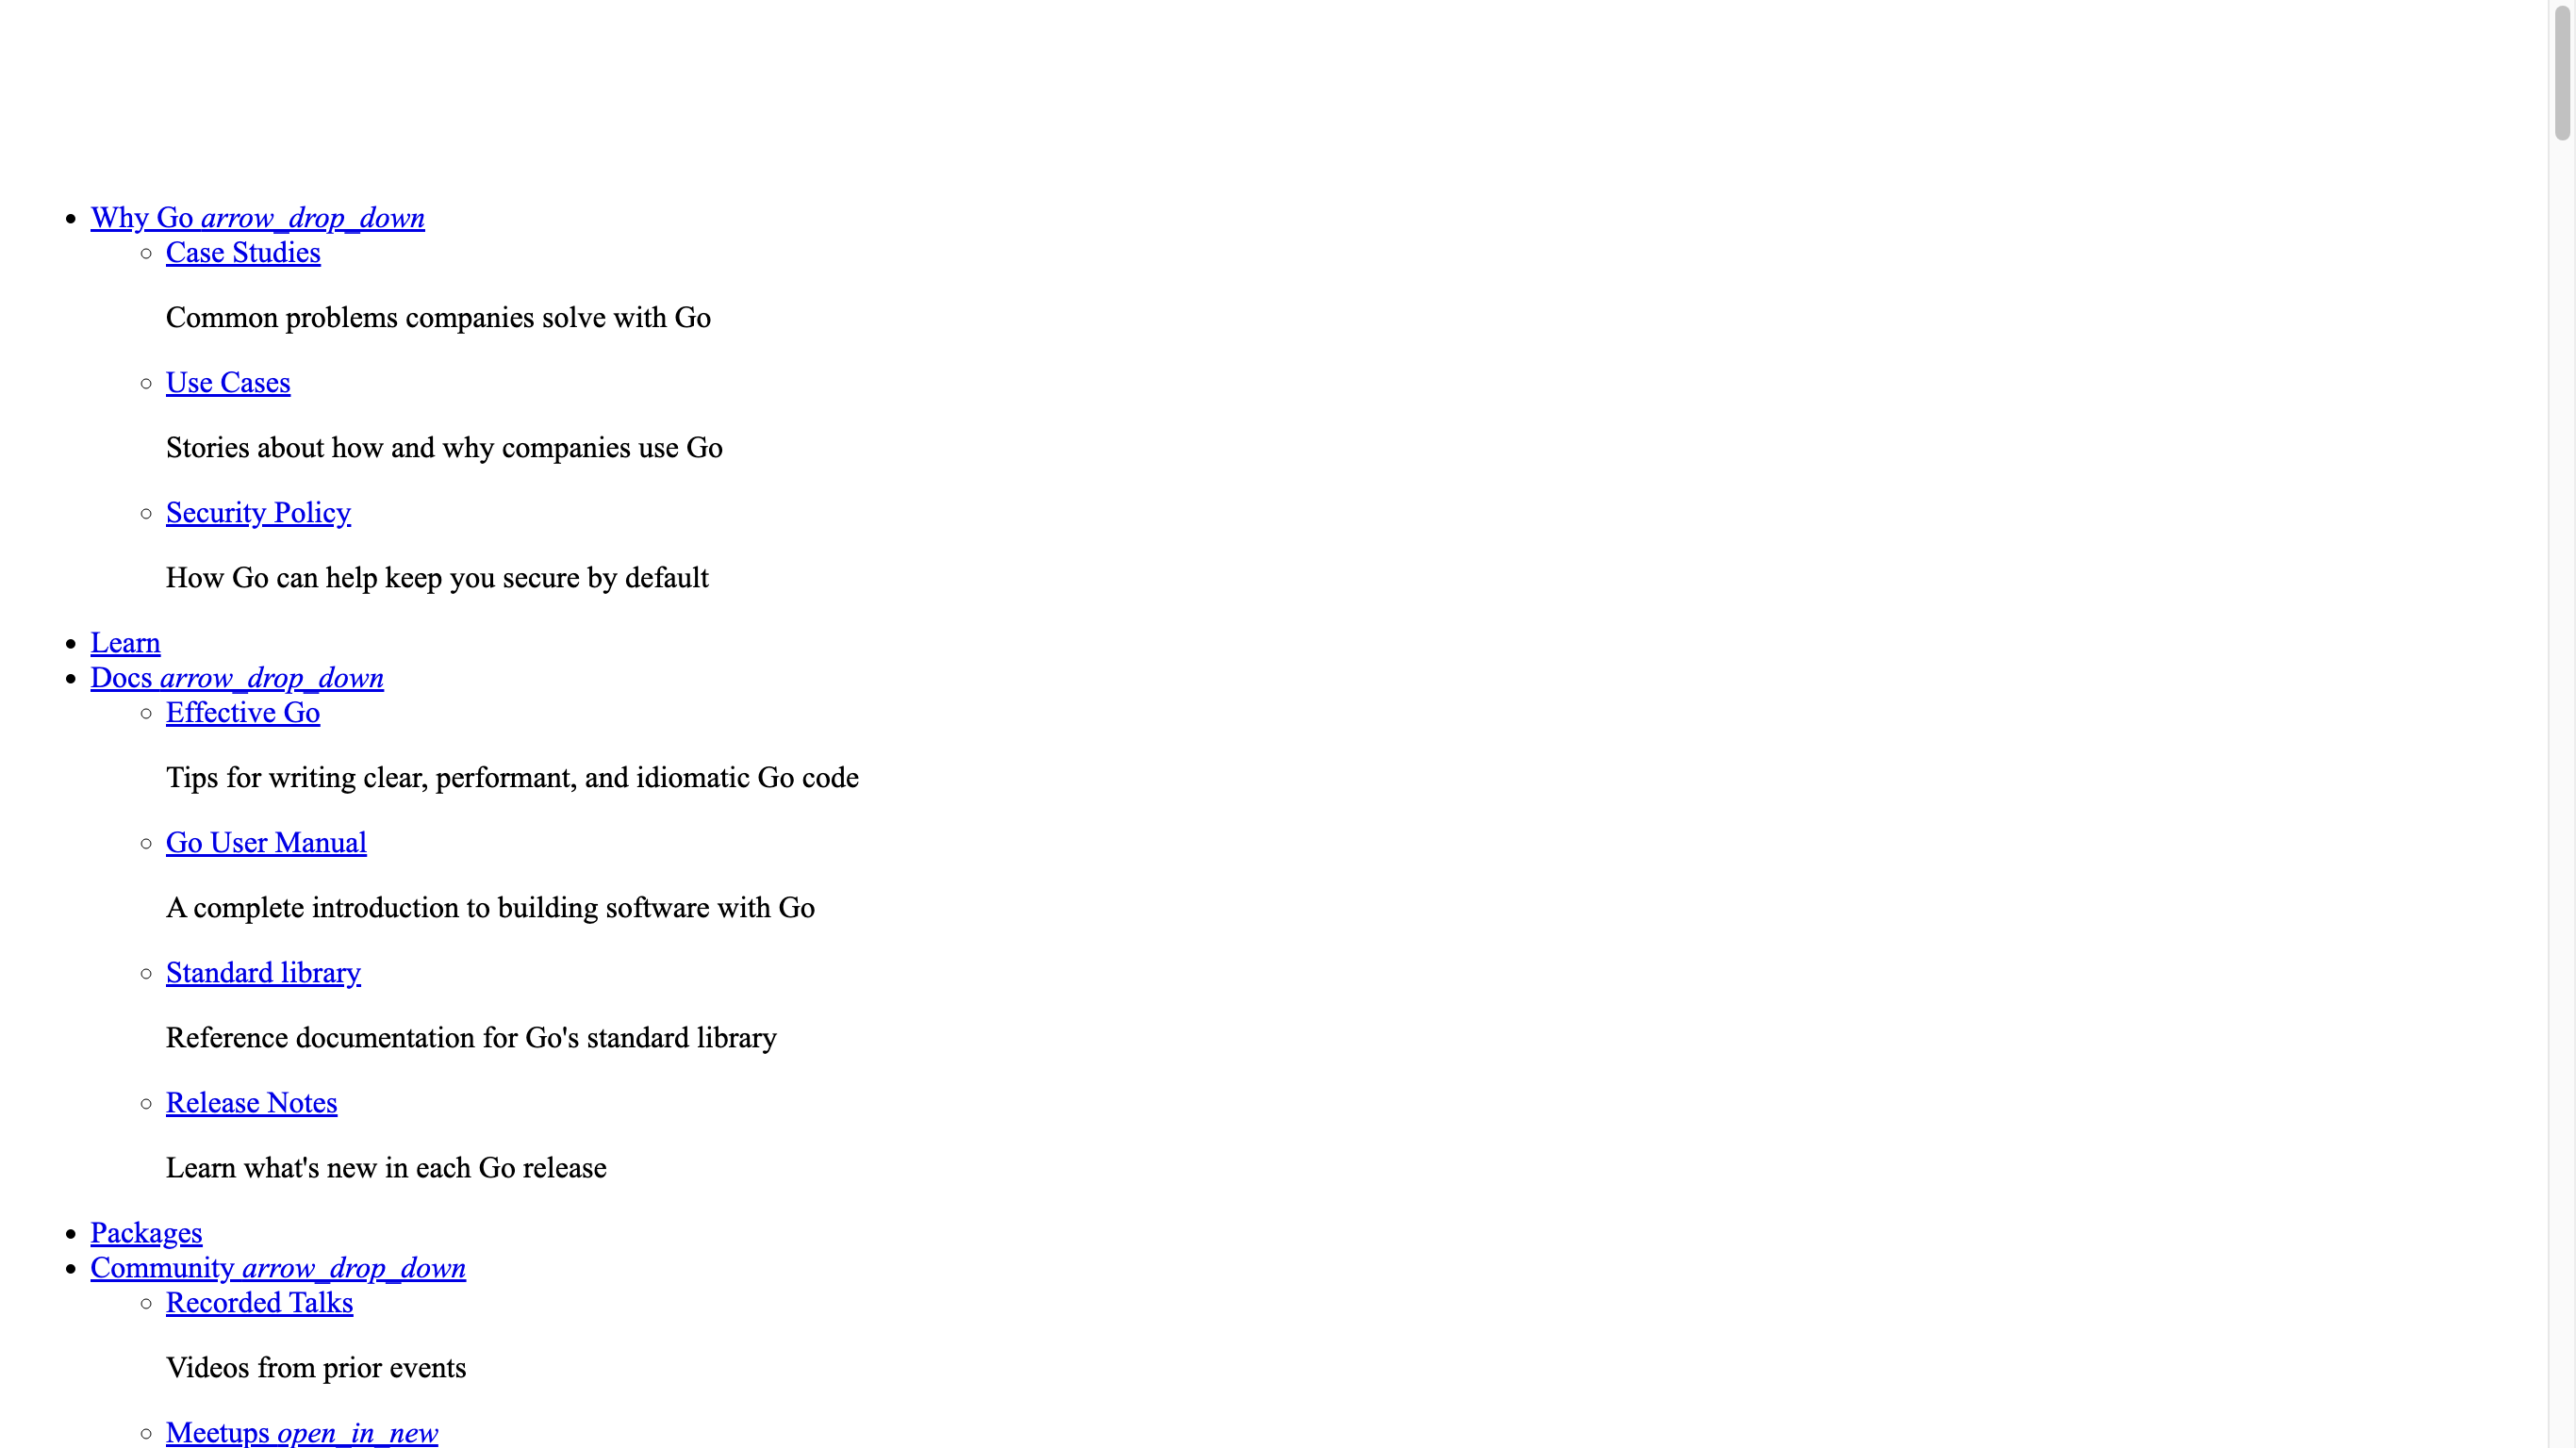 Why Go arrow_drop_down
Case Studies
Common problems companies solve with Go
Use Cases
Stories about how and why companies use Go
Security Policy
How Go can help keep you secure by default
Learn
Docs arrow_drop_down
Effective Go
Tips for writing clear, performant, and idiomatic Go code
Go User Manual
A complete introduction to building software with Go
Standard library
Reference documentation for Go's standard library
Release Notes
Learn what's new in each Go release
Packages
Community arrow_drop_down
Recorded Talks
Videos from prior events
Meetups open_in_new